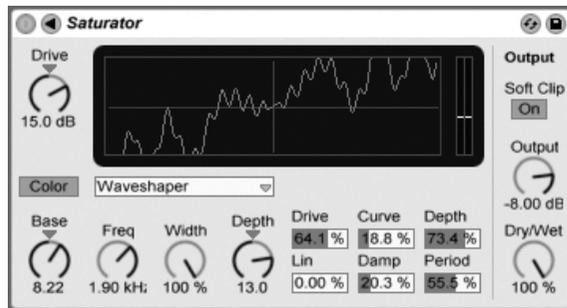 Saturator
Drive
15.0 dB
Output
Soft Clip
On
Output
-8.00 dB
Dry/Wet
100 %
Color
Waveshaper
Base
8.22
Freq
1.90 kHz
Width
100 %
Depth
13.0
Drive
64.1 %
Curve
18.8 %
Depth
73.4 %
Lin
0.00 %
Damp
20.3 %
Period
55.5 %